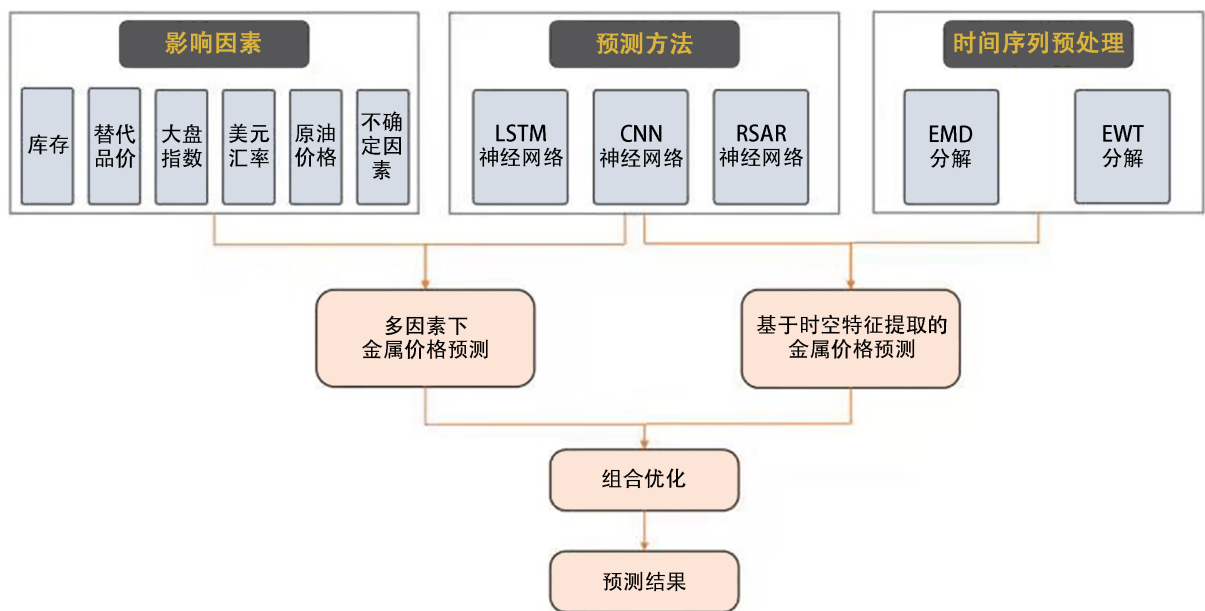 影响因素
预测方法
时间序列预处理
库存
替代
品价
大盘
指数
美元
汇率
原油
价格
不确
定因
素
LSTM
神经网络
CNN
神经网络
RSAR
神经网络
EMD
分解
EWT
分解
多因素下
金属价格预测
基于时空特征提取的
金属价格预测
组合优化
预测结果